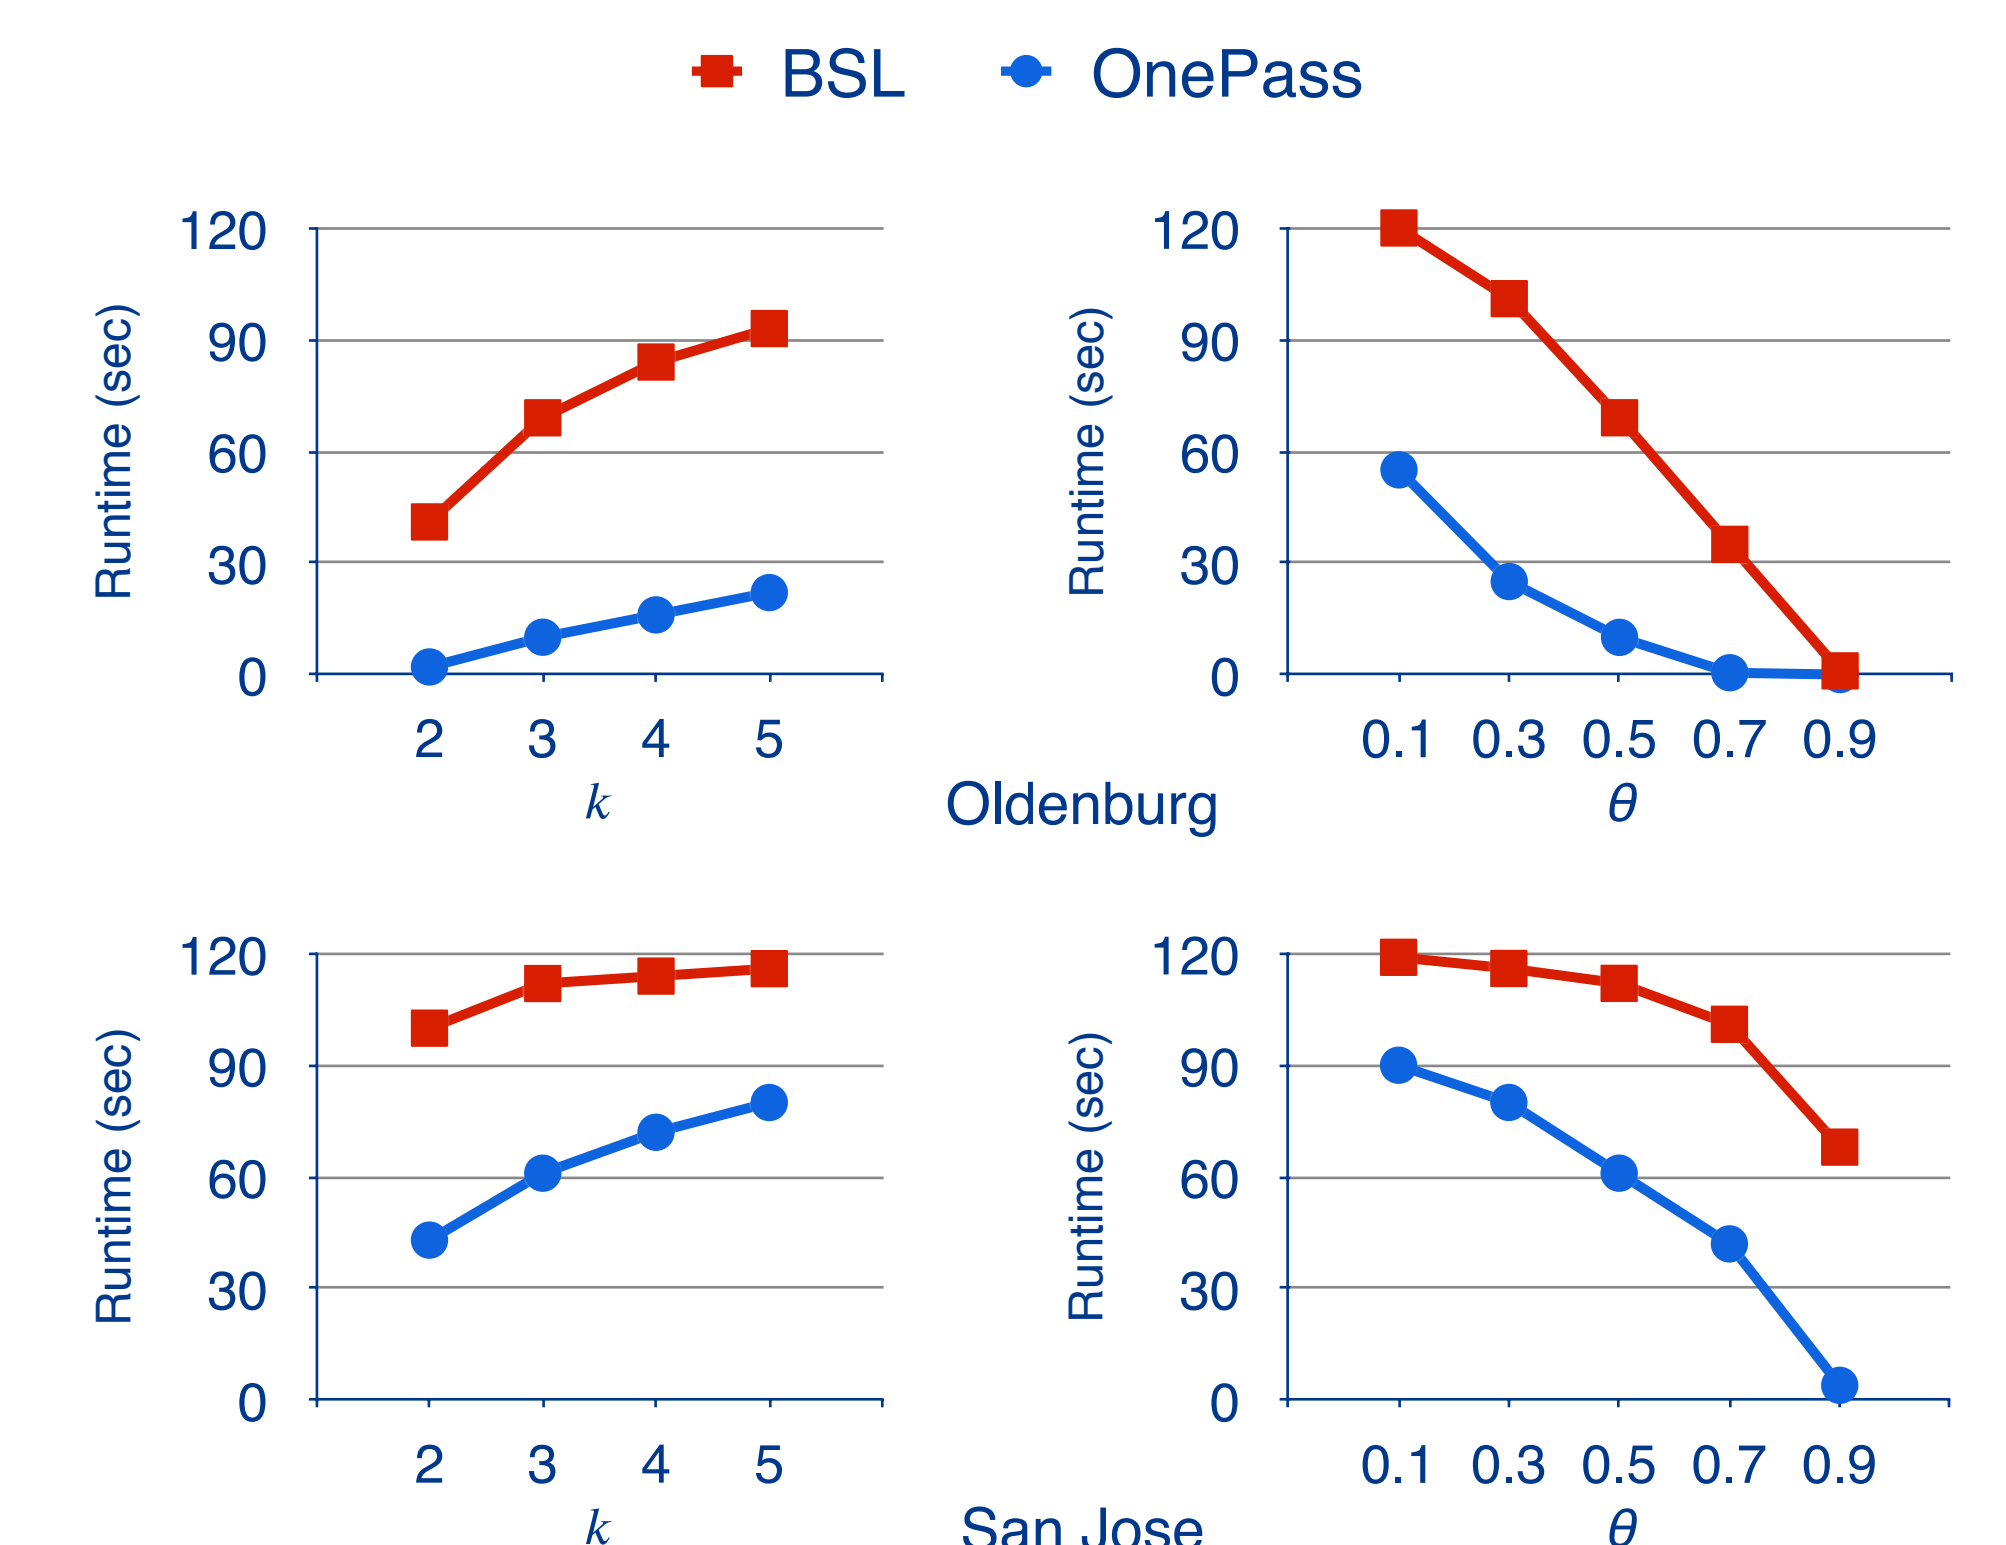 BSL OnePass
120 120
90 90
60 60
30 30
0 0
Runtime (sec) Runtime (sec)
2 3 4 5 0.1 0.3 0.5 0.7 0.9
k θ
Oldenburg
120 120
90 90
60 60
30 30
0 0
Runtime (sec) Runtime (sec)
2 3 4 5 0.1 0.3 0.5 0.7 0.9
k θ
San Jose